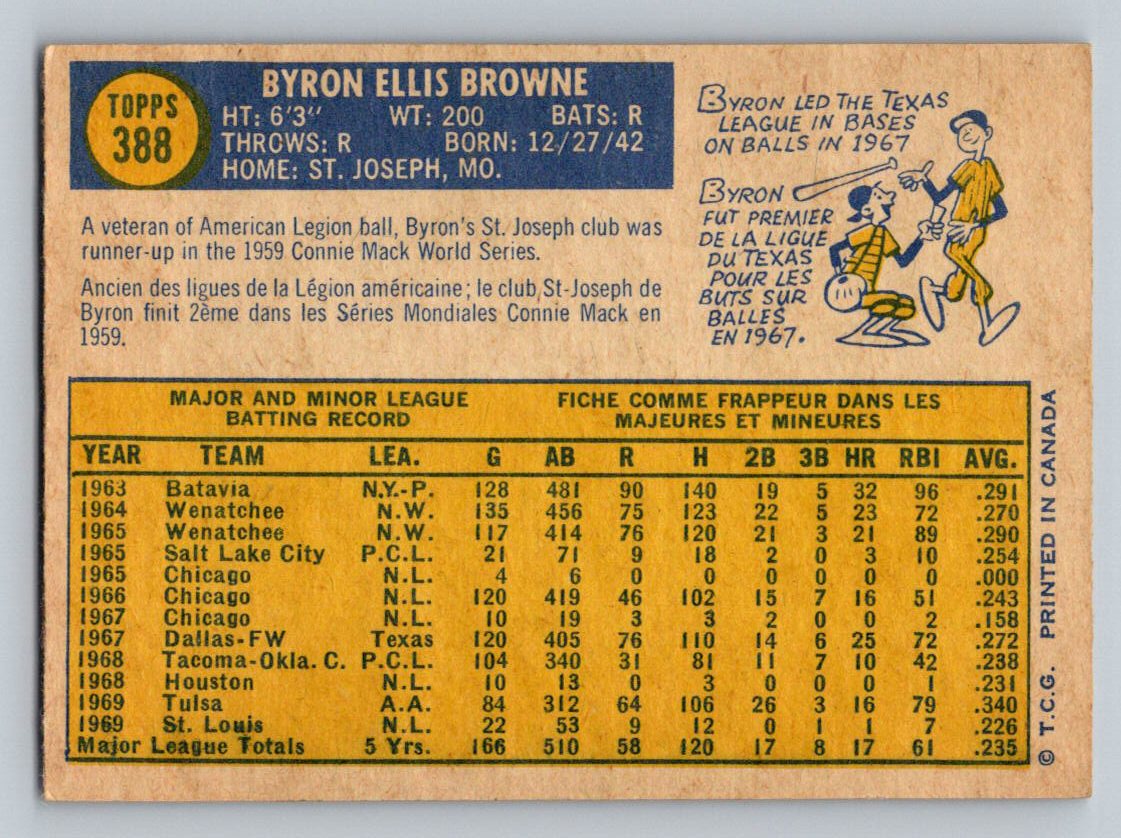 TOPPS
388
BYRON ELLIS BROWNE
HT: 6'3" WT: 200 BATS: R
THROWS: R BORN: 12/27/42
HOME: ST. JOSEPH, MO.
A veteran of American Legion ball, Byron's St. Joseph club was
runner-up in the 1959 Connie Mack World Series.
Ancien des ligues de la Légion américaine; le club St-Joseph de
Byron finit 2ème dans les Séries Mondiales Connie Mack en
1959.
BYRON LED THE TEXAS
LEAGUE IN BASES
ON BALLS IN 1967
BYRON
FUT PREMIER
DE LA LIGUE
DU TEXAS
POUR LES
BUTS SUR
BALLES
EN 1967.
MAJOR AND MINOR LEAGUE
BATTING RECORD
FICHE COMME FRAPPEUR DANS LES
MAJEURES ET MINEURES
YEAR TEAM LEA. G AB R H 2B 3B HR RBI AVG.
1963 Batavia N.Y.-P. 128 481 90 140 19 5 32 96 .291
1964 Wenatchee N.W. 135 456 75 123 22 5 23 72 .270
1965 Wenatchee N.W. 117 414 76 120 21 3 21 89 .290
1965 Salt Lake City P.C.L. 21 71 9 18 2 0 3 10 .254
1965 Chicago N.L. 4 6 0 0 0 0 0 0 .000
1966 Chicago N.L. 120 419 46 102 15 7 16 51 .243
1967 Chicago N.L. 10 19 3 3 2 0 0 2 .158
1967 Dallas-FW Texas 120 405 76 110 14 6 25 72 .272
1968 Tacoma-Okla. C. P.C.L. 104 340 31 81 11 7 10 42 .238
1968 Houston N.L. 10 13 0 3 0 0 0 1 .231
1969 Tulsa A.A. 84 312 64 106 26 3 16 79 .340
1969 St. Louis N.L. 22 53 9 12 0 1 1 7 .226
Major League Totals 5 Yrs. 166 510 58 120 17 8 17 61 .235
© T.C.G. PRINTED IN CANADA